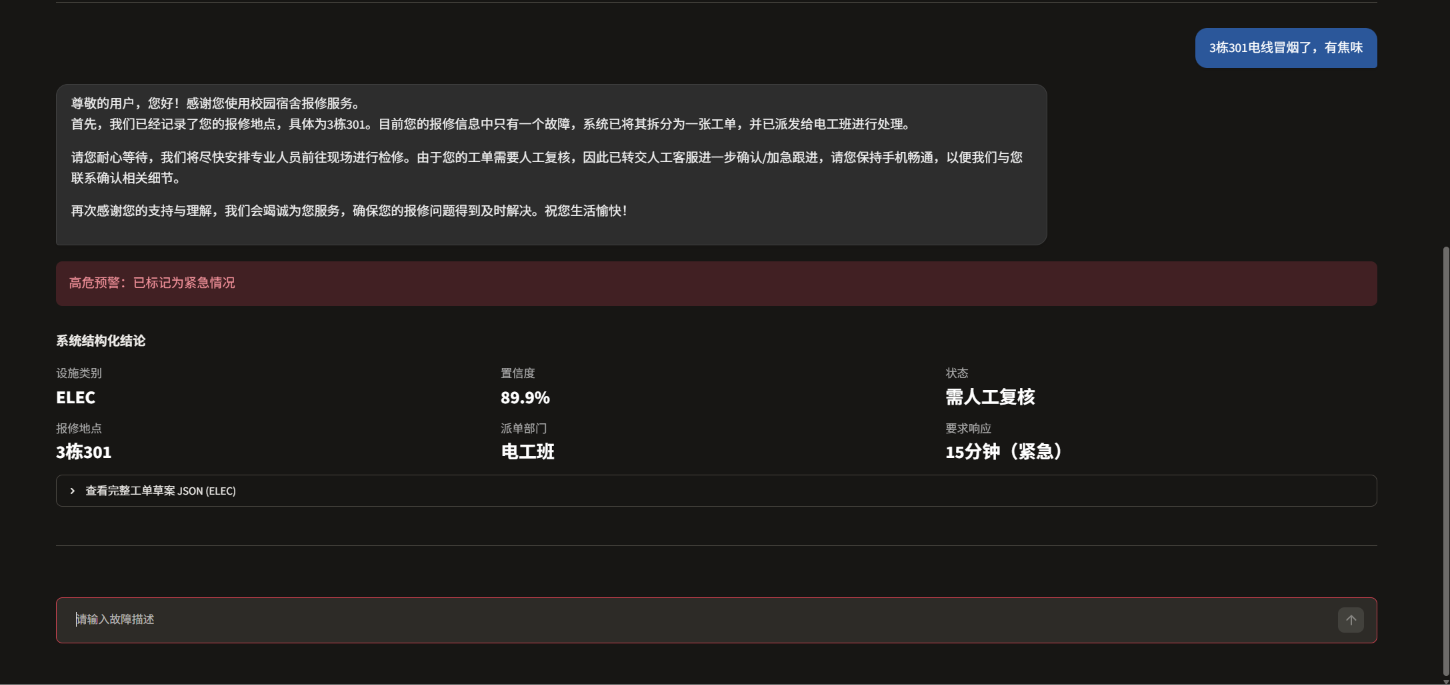 3栋301电线冒烟了，有焦味
尊敬的用户，您好！感谢您使用校园宿舍报修服务。
首先，我们已经记录了您的报修地点，具体为3栋301。目前您的报修信息中只有一个故障，系统已将其拆分为一张工单，并已派发给电工班进行处理。
请您耐心等待，我们将尽快安排专业人员前往现场进行检修。由于您的工单需要人工复核，因此已转交人工客服进一步确认/加急跟进，请您保持手机畅通，以便我们与您
联系确认相关细节。
再次感谢您的支持与理解，我们会竭诚为您服务，确保您的报修问题得到及时解决。祝您生活愉快！
高危预警：已标记为紧急情况
系统结构化结论
设施类别 置信度 状态
ELEC 89.9% 需人工复核
报修地点 派单部门 要求响应
3栋301 电工班 15分钟（紧急）
查看完整工单草案 JSON (ELEC)
请输入故障描述